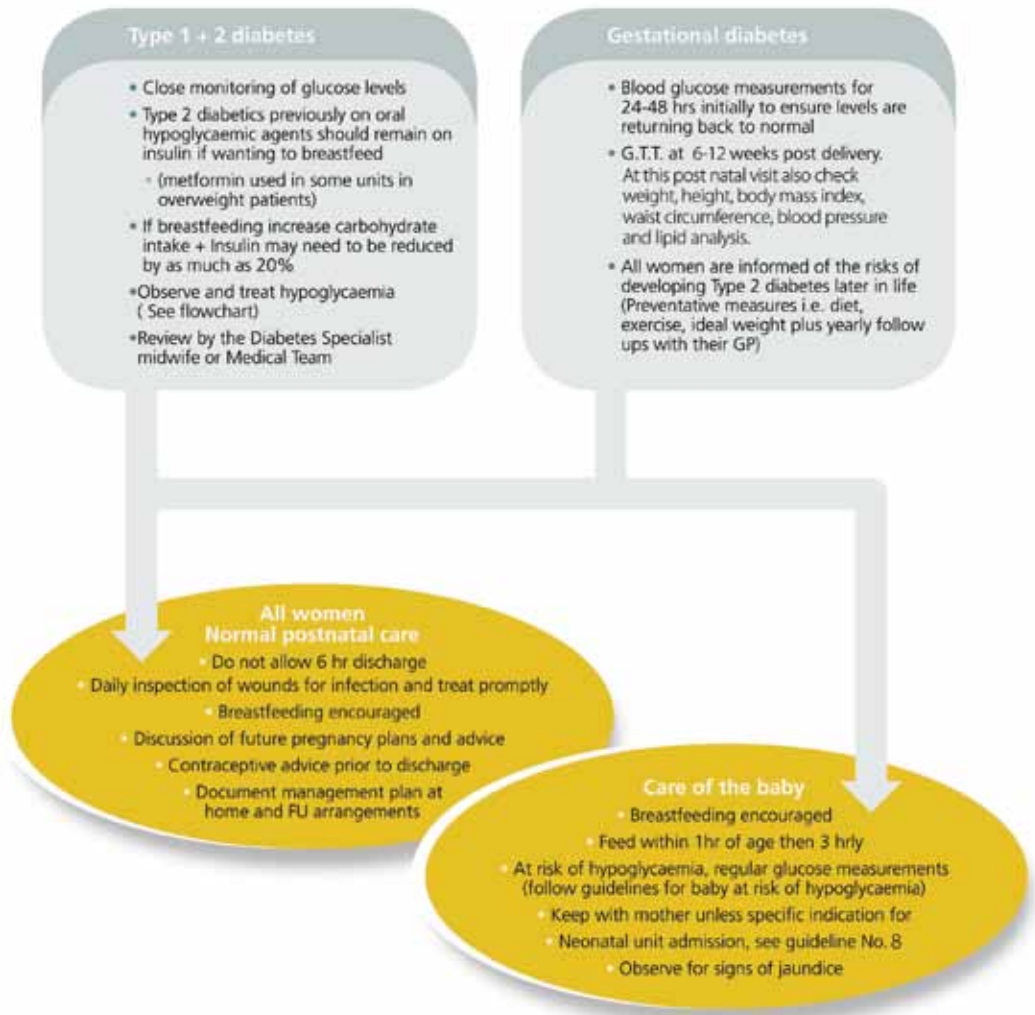 Type 1 + 2 diabetes
• Close monitoring of glucose levels
• Type 2 diabetics previously on oral
hypoglycaemic agents should remain on
insulin if wanting to breastfeed
◦ (metformin used in some units in
overweight patients)
• If breastfeeding increase carbohydrate
intake + Insulin may need to be reduced
by as much as 20%
•Observe and treat hypoglycaemia
( See flowchart)
•Review by the Diabetes Specialist
midwife or Medical Team
Gestational diabetes
• Blood glucose measurements for
24-48 hrs initially to ensure levels are
returning back to normal
• G.T.T. at 6-12 weeks post delivery.
At this post natal visit also check
weight, height, body mass index,
waist circumference, blood pressure
and lipid analysis.
• All women are informed of the risks of
developing Type 2 diabetes later in life
(Preventative measures i.e. diet,
exercise, ideal weight plus yearly follow
ups with their GP)
All women
Normal postnatal care
• Do not allow 6 hr discharge
• Daily inspection of wounds for infection and treat promptly
• Breastfeeding encouraged
• Discussion of future pregnancy plans and advice
• Contraceptive advice prior to discharge
• Document management plan at
home and FU arrangements
Care of the baby
• Breastfeeding encouraged
• Feed within 1hr of age then 3 hrly
• At risk of hypoglycaemia, regular glucose measurements
(follow guidelines for baby at risk of hypoglycaemia)
• Keep with mother unless specific indication for
• Neonatal unit admission, see guideline No. 8
• Observe for signs of jaundice